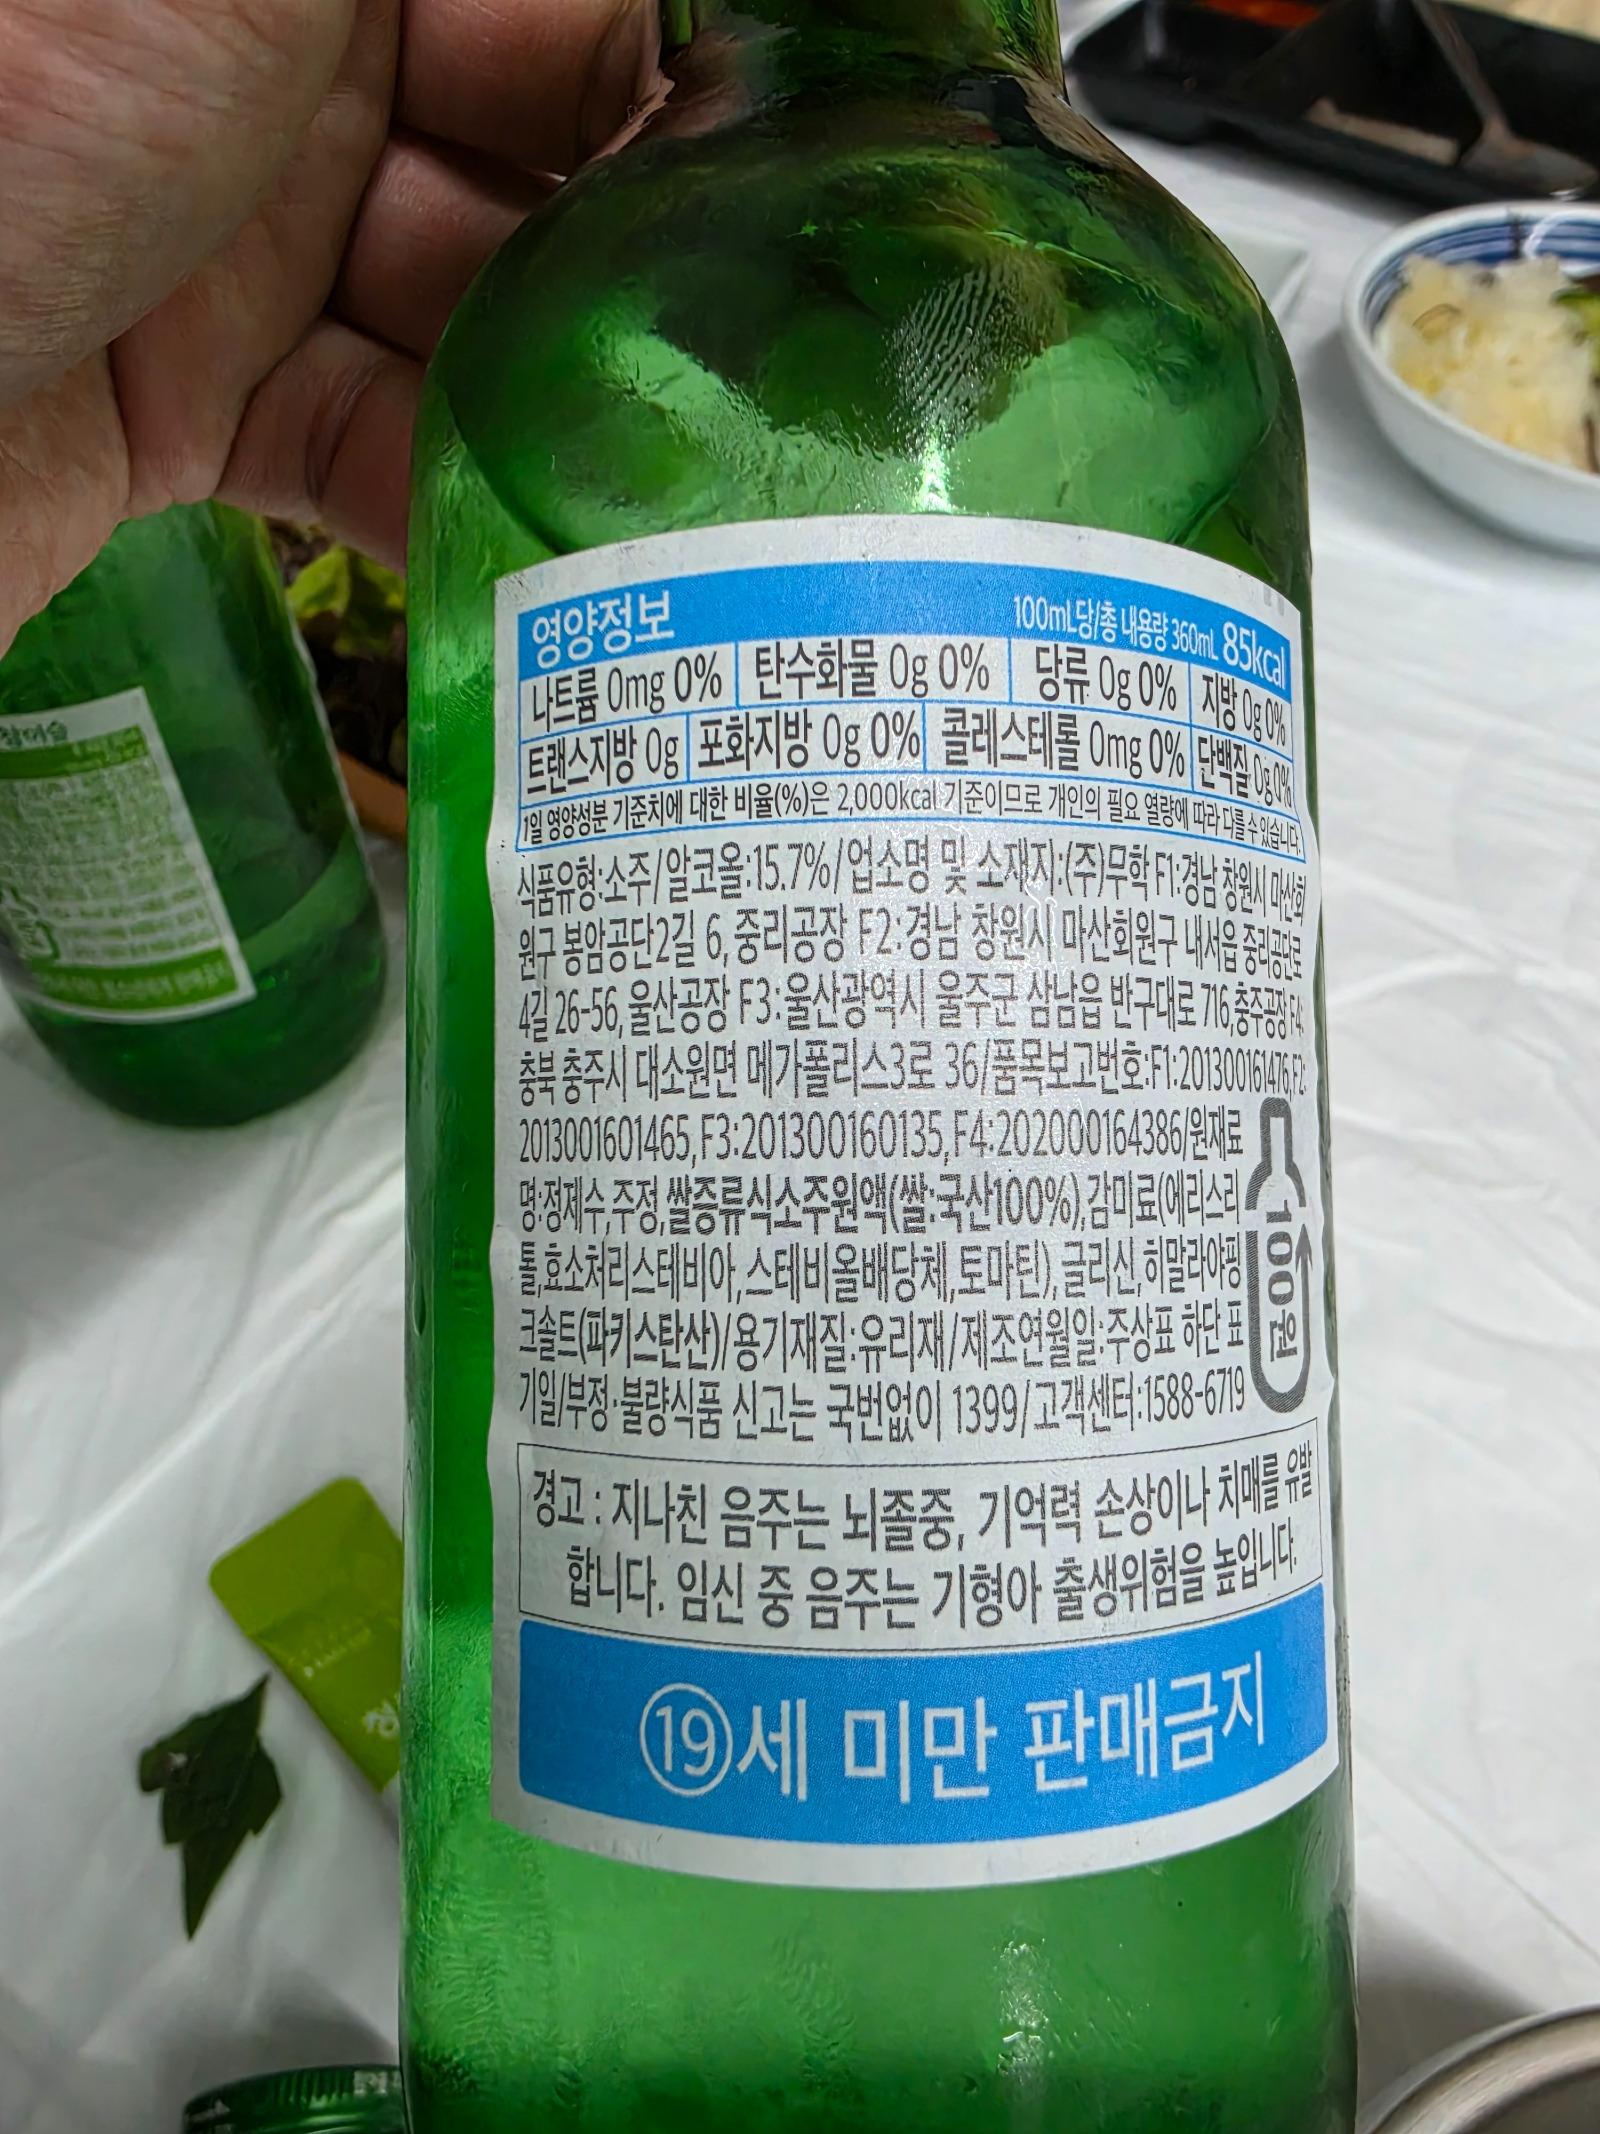 영양정보 100mL당/총 내용량 360mL 85kcal
나트륨 0mg 0% 탄수화물 0g 0% 당류 0g 0% 지방 0g 0%
트랜스지방 0g 포화지방 0g 0% 콜레스테롤 0mg 0% 단백질 0g 0%
1일 영양성분 기준치에 대한 비율(%)은 2,000kcal 기준이므로 개인의 필요 열량에 따라 다를 수 있습니다.
식품유형:소주/알코올:15.7%/업소명 및 소재지:(주)무학 F1:경남 창원시 마산회
원구 봉암공단2길 6, 중리공장 F2:경남 창원시 마산회원구 내서읍 중리공단로
4길 26-56, 울산공장 F3:울산광역시 울주군 삼남읍 반구대로 716,충주공장 F4:
충북 충주시 대소원면 메가폴리스3로 36/품목보고번호:F1:201300161476,F2:
2013001601465,F3:201300160135,F4:202000164386/원재료
명:정제수,주정,쌀증류식소주원액(쌀:국산100%),감미료(에리스리
톨,효소처리스테비아,스테비올배당체,토마틴),글리신,히말라야핑
크솔트(파키스탄산)/용기재질:유리재/제조연월일:주상표 하단 표
기일/부정·불량식품 신고는 국번없이 1399/고객센터:1588-6719
100원
경고 : 지나친 음주는 뇌졸중, 기억력 손상이나 치매를 유발
합니다. 임신 중 음주는 기형아 출생위험을 높입니다.
⑲세 미만 판매금지
참이슬